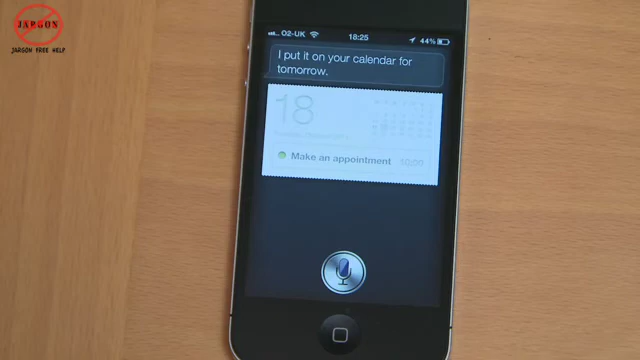 JARGON
JARGON FREE HELP
O2-UK 18:25 44%
I put it on your calendar for
tomorrow.
18
Make an appointment 10:00